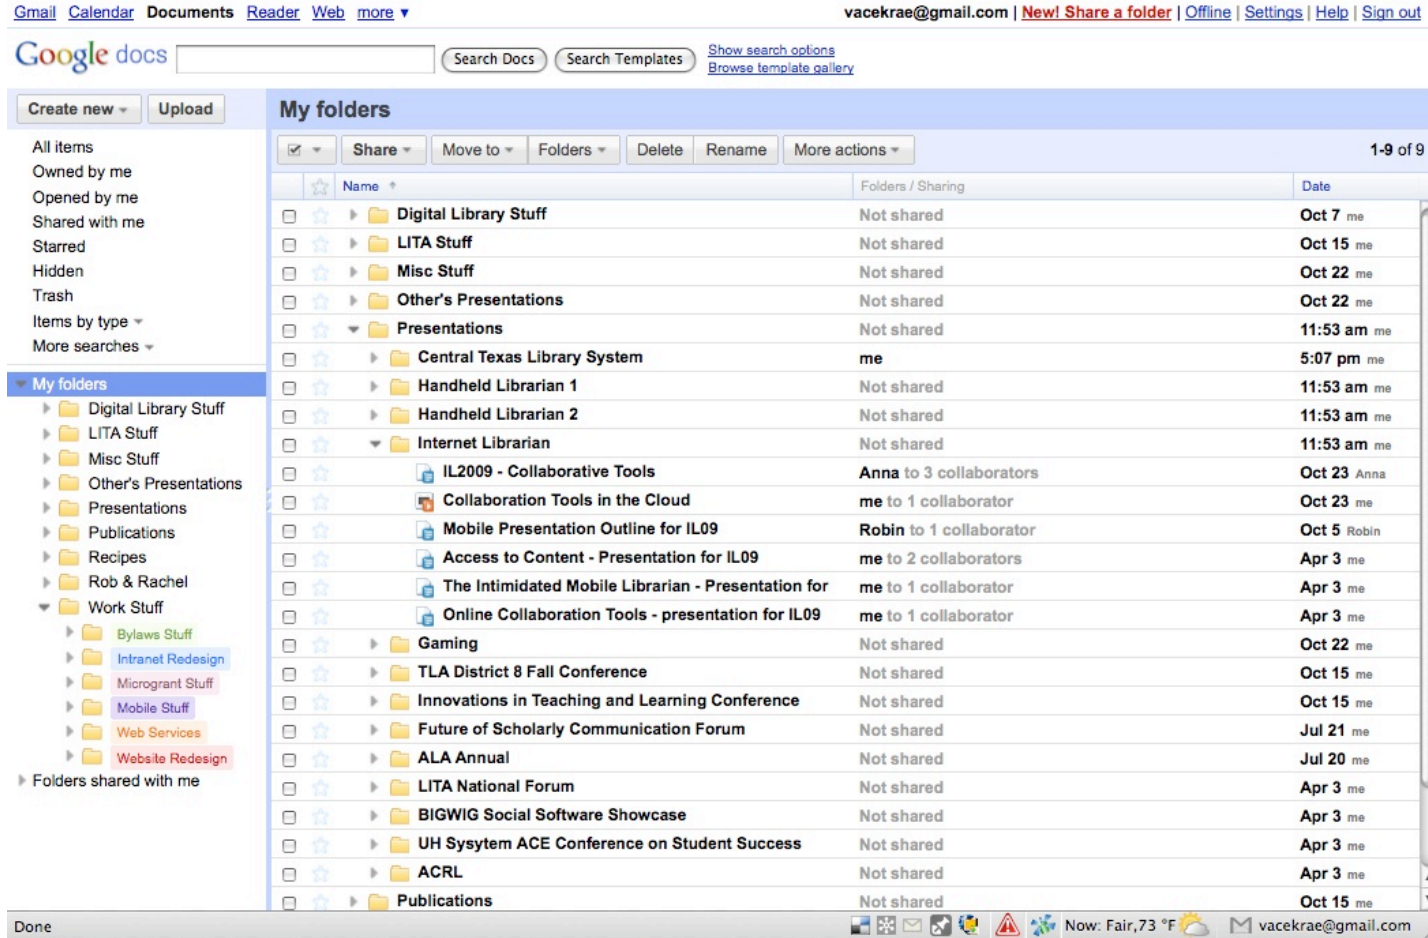 Gmail Calendar Documents Reader Web more ▼ vacekrae@gmail.com | New! Share a folder | Offline | Settings | Help | Sign out
Google docs Search Docs Search Templates Show search options
Browse template gallery
Create new Upload My folders
Share Move to Folders Delete Rename More actions 1-9 of 9
Name Folders / Sharing Date
All items
Owned by me
Opened by me
Shared with me
Starred
Hidden
Trash
Items by type
More searches
My folders
Digital Library Stuff
LITA Stuff
Misc Stuff
Other's Presentations
Presentations
Publications
Recipes
Rob & Rachel
Work Stuff
Bylaws Stuff
Intranet Redesign
Microgrant Stuff
Mobile Stuff
Web Services
Website Redesign
Folders shared with me
Digital Library Stuff Not shared Oct 7 me
LITA Stuff Not shared Oct 15 me
Misc Stuff Not shared Oct 22 me
Other's Presentations Not shared Oct 22 me
Presentations Not shared 11:53 am me
Central Texas Library System me 5:07 pm me
Handheld Librarian 1 Not shared 11:53 am me
Handheld Librarian 2 Not shared 11:53 am me
Internet Librarian Not shared 11:53 am me
IL2009 - Collaborative Tools Anna to 3 collaborators Oct 23 Anna
Collaboration Tools in the Cloud me to 1 collaborator Oct 23 me
Mobile Presentation Outline for IL09 Robin to 1 collaborator Oct 5 Robin
Access to Content - Presentation for IL09 me to 2 collaborators Apr 3 me
The Intimidated Mobile Librarian - Presentation for me to 1 collaborator Apr 3 me
Online Collaboration Tools - presentation for IL09 me to 1 collaborator Apr 3 me
Gaming Not shared Oct 22 me
TLA District 8 Fall Conference Not shared Oct 15 me
Innovations in Teaching and Learning Conference Not shared Oct 15 me
Future of Scholarly Communication Forum Not shared Jul 21 me
ALA Annual Not shared Jul 20 me
LITA National Forum Not shared Apr 3 me
BIGWIG Social Software Showcase Not shared Apr 3 me
UH Sysytem ACE Conference on Student Success Not shared Apr 3 me
ACRL Not shared Apr 3 me
Publications Not shared Oct 15 me
Done Now: Fair, 73 °F vacekrae@gmail.com